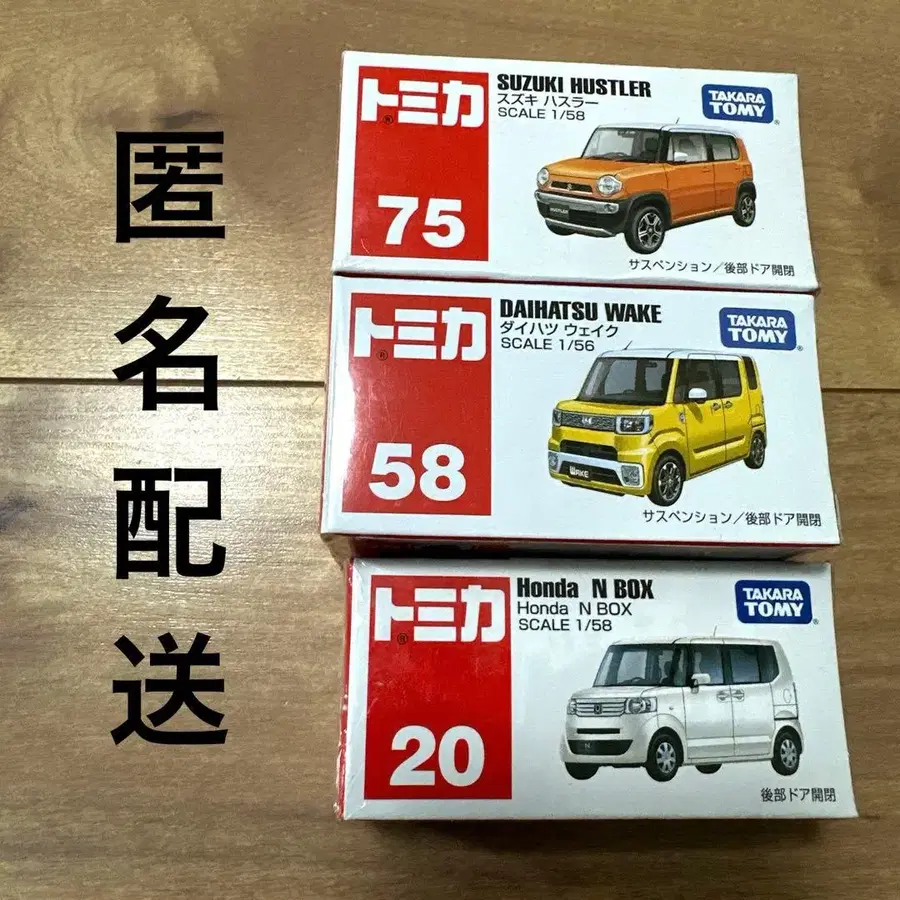 匿名配送
トミカ
75
SUZUKI HUSTLER
スズキ ハスラー
SCALE 1/58
TAKARA
TOMY
HUSTLER
サスペンション/後部ドア開閉
トミカ
58
DAIHATSU WAKE
ダイハツ ウェイク
SCALE 1/56
TAKARA
TOMY
WAKE
サスペンション/後部ドア開閉
トミカ
20
Honda N BOX
Honda N BOX
SCALE 1/58
TAKARA
TOMY
N
後部ドア開閉